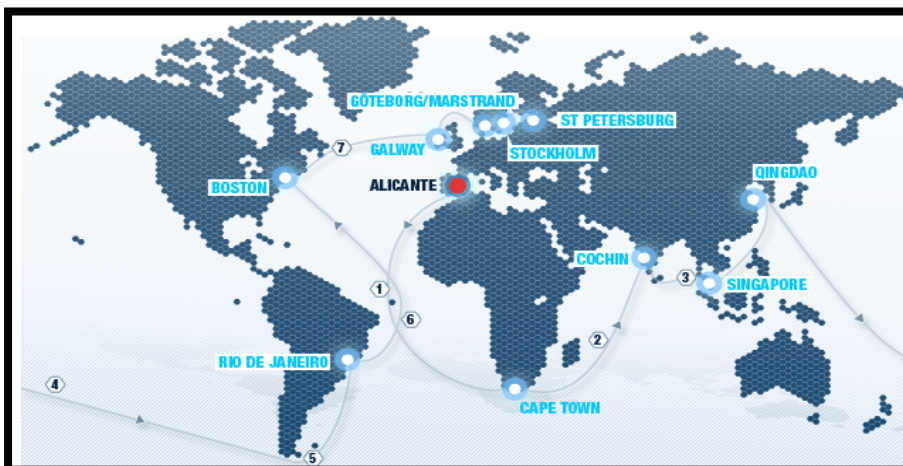 GÖTEBORG/MARSTRAND
ST PETERSBURG
7
GALWAY
STOCKHOLM
QINGDAO
BOSTON
ALICANTE
COCHIN
3
SINGAPORE
1
6
2
RIO DE JANEIRO
4
CAPE TOWN
5